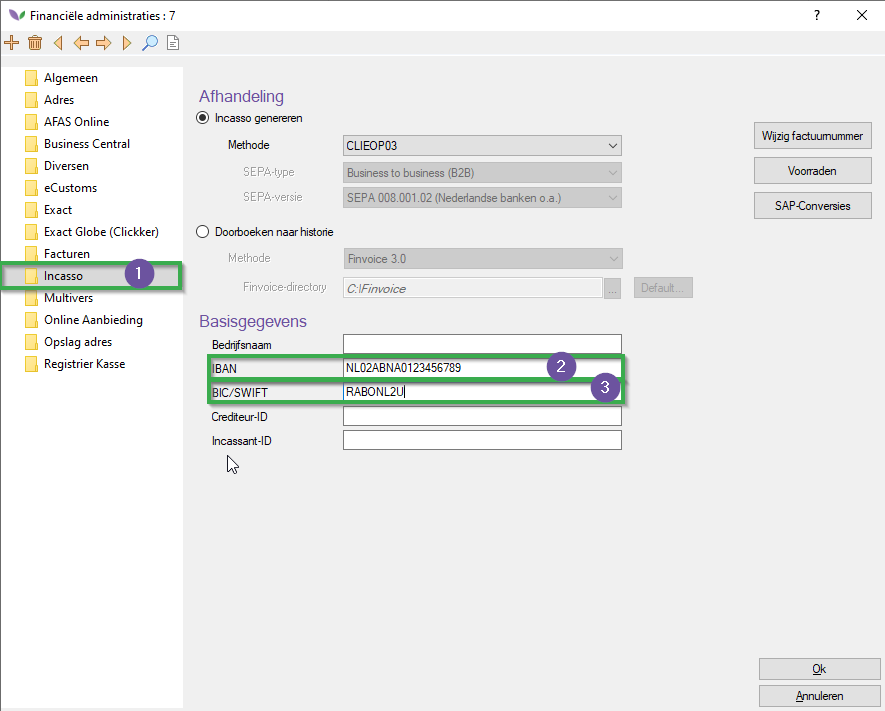 Financiële administraties : 7
?
Algemeen
Adres
AFAS Online
Business Central
Diversen
eCustoms
Exact
Exact Globe (Clickker)
Facturen
Incasso 1
Multivers
Online Aanbieding
Opslag adres
Registrier Kasse
Afhandeling
Incasso genereren
Methode CLIEOP03
SEPA-type Business to business (B2B)
SEPA-versie SEPA 008.001.02 (Nederlandse banken o.a.)
Doorboeken naar historie
Methode Finvoice 3.0
Finvoice-directory C:\Finvoice ... Default...
Basisgegevens
Bedrijfsnaam
IBAN NL02ABNA0123456789 2
BIC/SWIFT RABONL2U 3
Crediteur-ID
Incassant-ID
Wijzig factuurnummer
Voorraden
SAP-Conversies
Ok
Annuleren